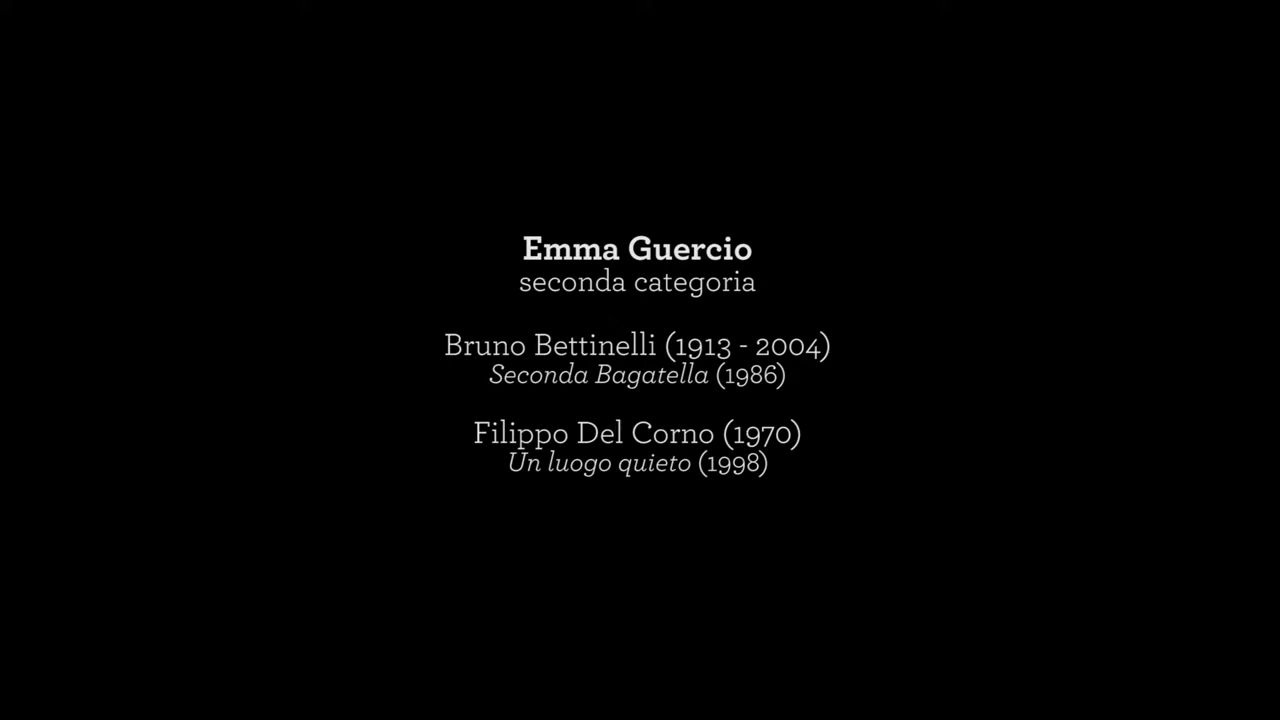 Emma Guercio
seconda categoria
Bruno Bettinelli (1913 - 2004)
Seconda Bagatella (1986)
Filippo Del Corno (1970)
Un luogo quieto (1998)